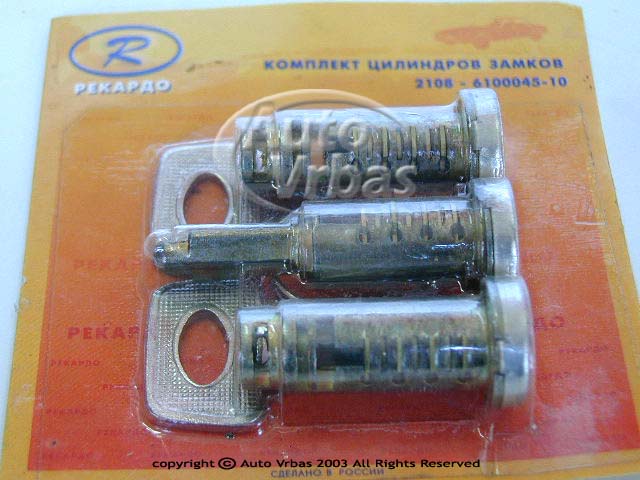 R
РЕКАРДО
КОМПЛЕКТ ЦИЛИНДРОВ ЗАМКОВ
2108 - 6100045-10
Auto
Vrbas
РЕКАРДО
РЕКАРДО
copyright © Auto Vrbas 2003 All Rights Reserved
СДЕЛАНО В РОССИИ